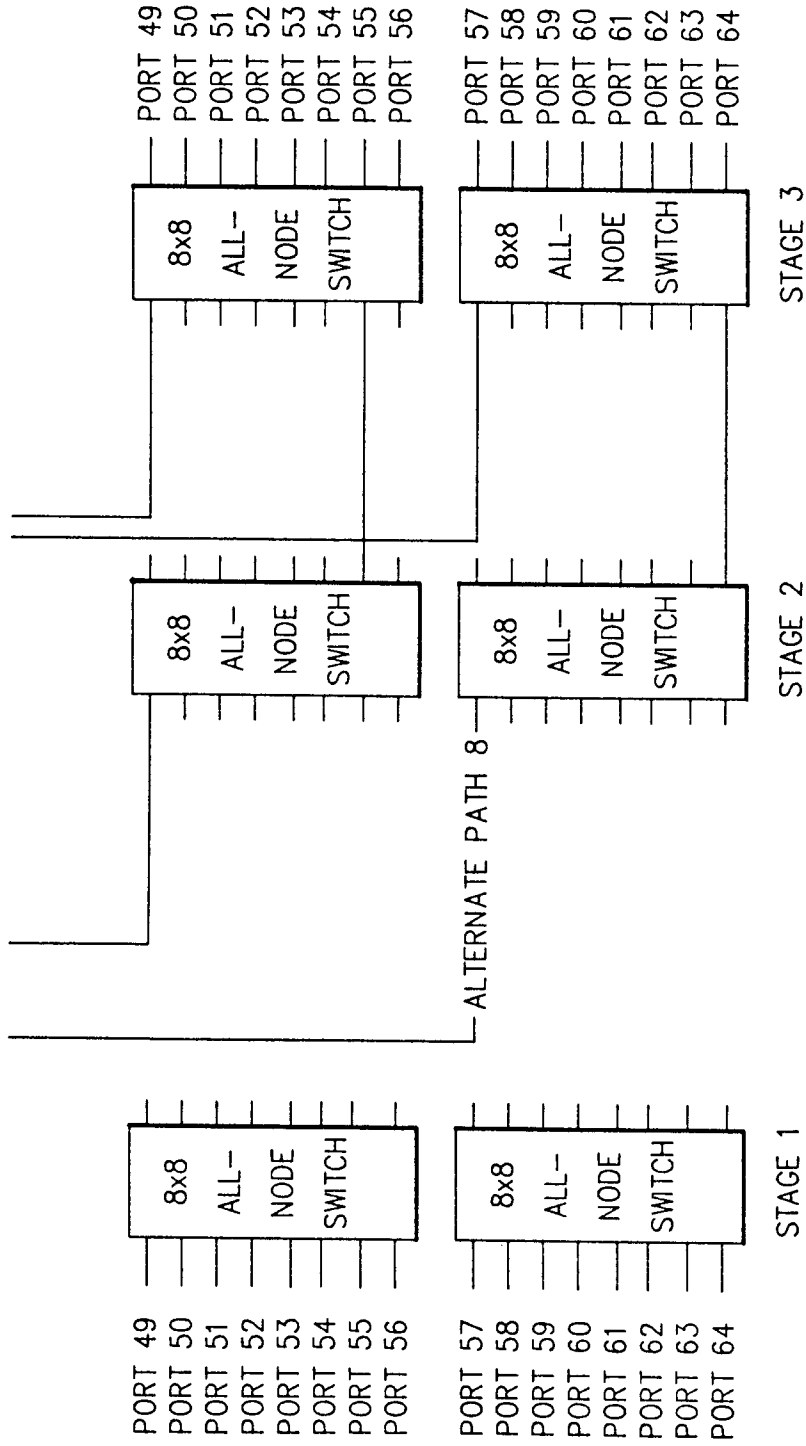 PORT 49
PORT 50
PORT 51
PORT 52
PORT 53
PORT 54
PORT 55
PORT 56
8x8
ALL-
NODE
SWITCH
8x8
ALL-
NODE
SWITCH
8x8
ALL-
NODE
SWITCH
PORT 49
PORT 50
PORT 51
PORT 52
PORT 53
PORT 54
PORT 55
PORT 56
ALTERNATE PATH 8
PORT 57
PORT 58
PORT 59
PORT 60
PORT 61
PORT 62
PORT 63
PORT 64
8x8
ALL-
NODE
SWITCH
8x8
ALL-
NODE
SWITCH
8x8
ALL-
NODE
SWITCH
PORT 57
PORT 58
PORT 59
PORT 60
PORT 61
PORT 62
PORT 63
PORT 64
STAGE 1
STAGE 2
STAGE 3